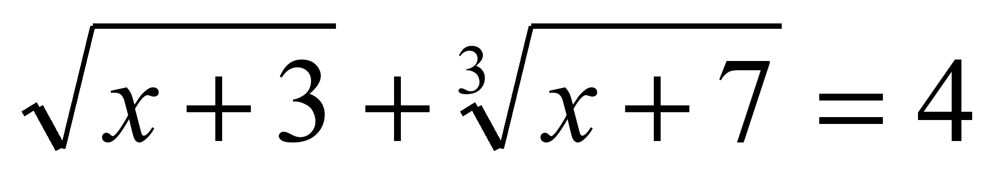 √(x + 3) + ∛(x + 7) = 4